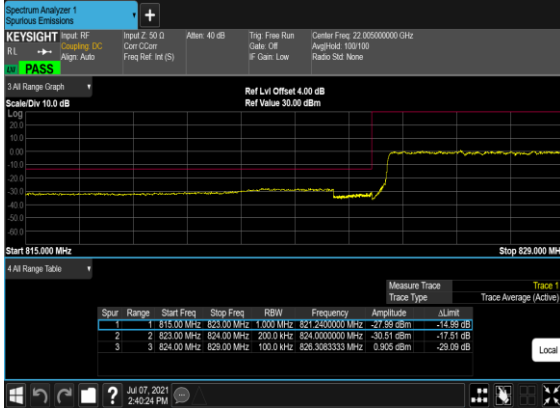 Spectrum Analyzer 1
Spurious Emissions
+
KEYSIGHT Input: RF Input Z: 50 Ω Atten: 40 dB Trig: Free Run Center Freq: 22.005000000 GHz
RL Coupling: DC Corr CCorr Gate: Off Avg|Hold: 100/100
Align: Auto Freq Ref: Int (S) IF Gain: Low Radio Std: None
PASS
3 All Range Graph
Ref Lvl Offset 4.00 dB
Scale/Div 10.0 dB Ref Value 30.00 dBm
Log
20.0
10.0
0.00
-10.0
-20.0
-30.0
-40.0
-50.0
-60.0
Start 815.000 MHz Stop 829.000 MH
4 All Range Table
Measure Trace Trace 1
Trace Type Trace Average (Active)
Spur Range Start Freq Stop Freq RBW Frequency Amplitude ΔLimit
1 1 815.00 MHz 823.00 MHz 1.000 MHz 821.2400000 MHz -27.99 dBm -14.99 dB
2 2 823.00 MHz 824.00 MHz 200.0 kHz 824.0000000 MHz -30.51 dBm -17.51 dB
3 3 824.00 MHz 829.00 MHz 100.0 kHz 826.3083333 MHz 0.905 dBm -29.09 dB
Local
?
Jul 07, 2021
2:40:24 PM